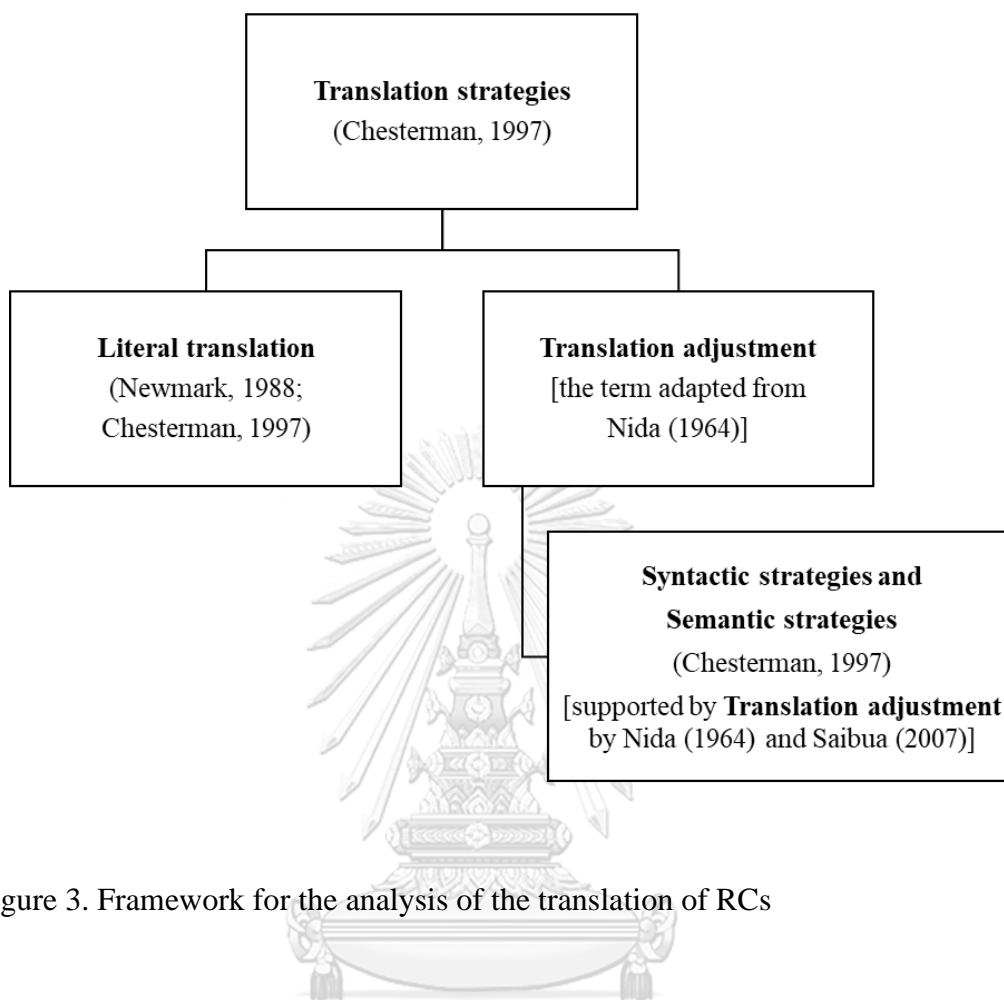 Translation strategies
(Chesterman, 1997)
Literal translation
(Newmark, 1988;
Chesterman, 1997)
Translation adjustment
[the term adapted from
Nida (1964)]
Syntactic strategies and
Semantic strategies
(Chesterman, 1997)
[supported by Translation adjustment
by Nida (1964) and Saibua (2007)]
gure 3. Framework for the analysis of the translation of RCs